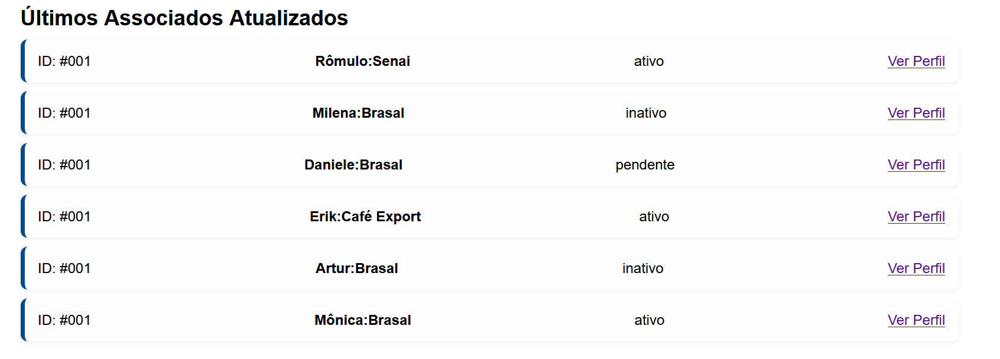 Últimos Associados Atualizados
ID: #001 Rômulo:Senai ativo Ver Perfil
ID: #001 Milena:Brasal inativo Ver Perfil
ID: #001 Daniele:Brasal pendente Ver Perfil
ID: #001 Erik:Café Export ativo Ver Perfil
ID: #001 Artur:Brasal inativo Ver Perfil
ID: #001 Mônica:Brasal ativo Ver Perfil